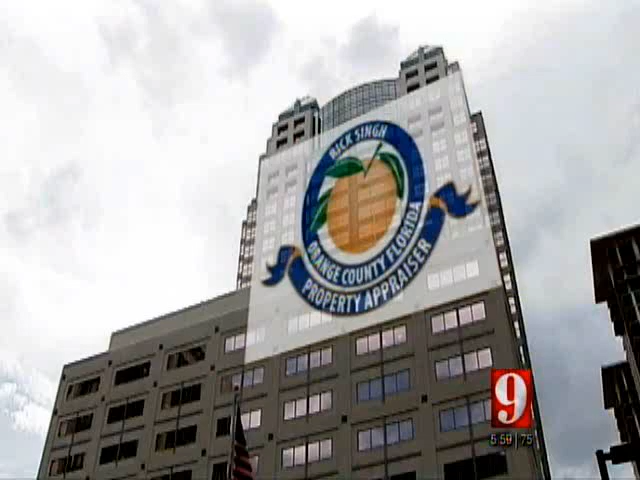 RICK SINGH
ORANGE COUNTY FLORIDA
PROPERTY APPRAISER
9
5:59 75